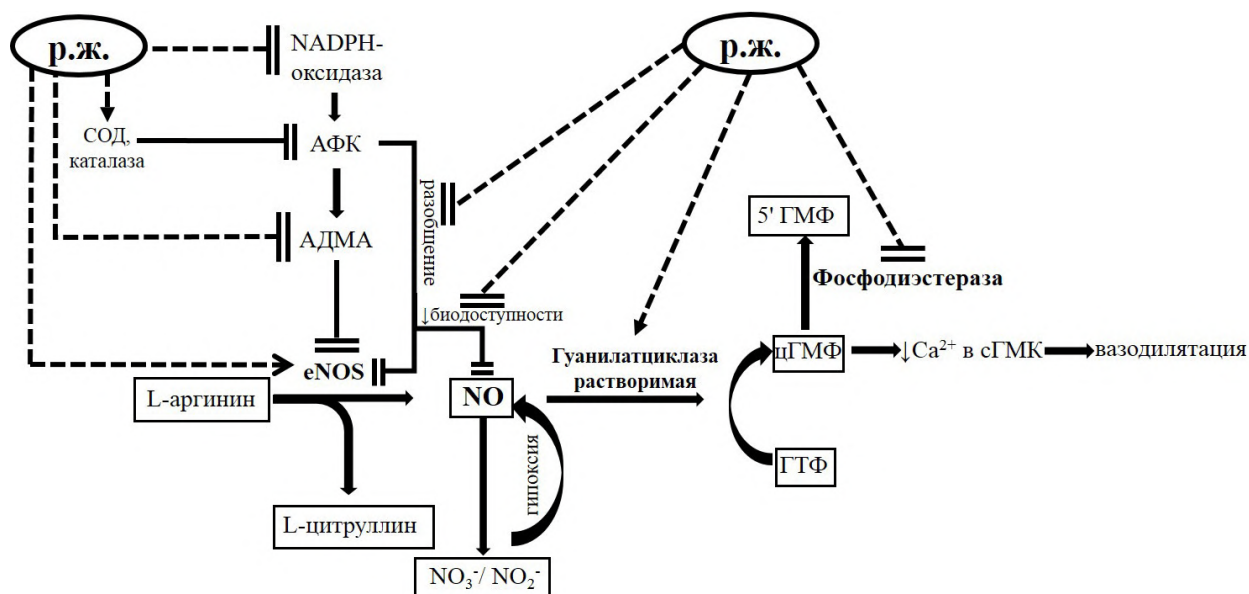 р.ж.
NADPH-
оксидаза
р.ж.
СОД,
каталаза
АФК
разобщение
АДМА
5' ГМФ
Фосфодиэстераза
↓биодоступности
eNOS
Гуанилатциклаза
растворимая
цГМФ
↓Ca²⁺ в сГМК
вазодилятация
L-аргинин
NO
гипоксия
ГТФ
L-цитруллин
NO₃⁻/ NO₂⁻